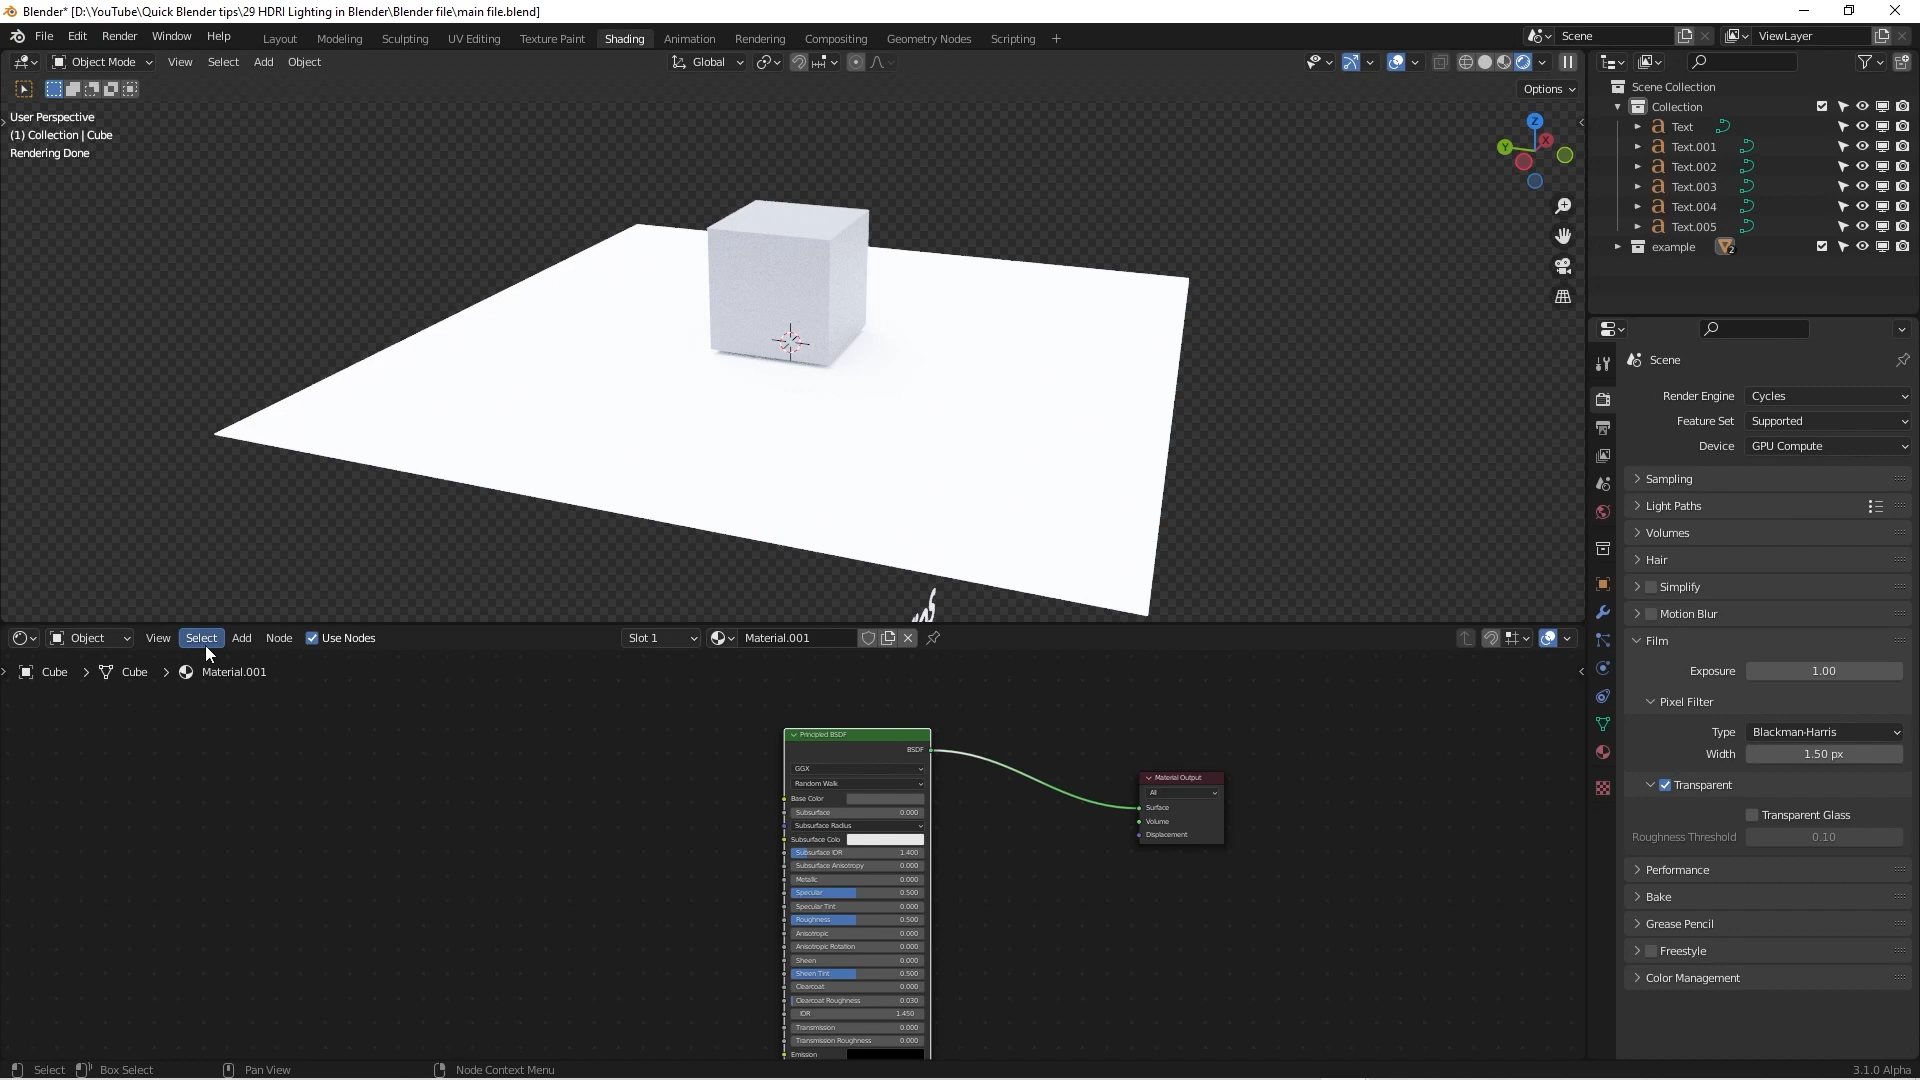 Blender* [D:\YouTube\Quick Blender tips\29 HDRI Lighting in Blender\Blender file\main file.blend]
File Edit Render Window Help Layout Modeling Sculpting UV Editing Texture Paint Shading Animation Rendering Compositing Geometry Nodes Scripting + Scene ViewLayer
Object Mode View Select Add Object Global
Options
User Perspective
(1) Collection | Cube
Rendering Done
Z
X
Y
Scene Collection
Collection
Text
Text.001
Text.002
Text.003
Text.004
Text.005
example 2
Scene
Render Engine Cycles
Feature Set Supported
Device GPU Compute
Sampling
Light Paths
Volumes
Hair
Simplify
Motion Blur
Film
Exposure 1.00
Pixel Filter
Type Blackman-Harris
Width 1.50 px
Transparent
Transparent Glass
Roughness Threshold 0.10
Performance
Bake
Grease Pencil
Freestyle
Color Management
Object View Select Add Node Use Nodes Slot 1 Material.001
Cube > Cube > Material.001
Principled BSDF
BSDF
GGX
Random Walk
Base Color
Subsurface 0.000
Subsurface Radius
Subsurface Colo
Subsurface IOR 1.400
Subsurface Anisotropy 0.000
Metallic 0.000
Specular 0.500
Specular Tint 0.000
Roughness 0.500
Anisotropic 0.000
Anisotropic Rotation 0.000
Sheen 0.000
Sheen Tint 0.500
Clearcoat 0.000
Clearcoat Roughness 0.030
IOR 1.450
Transmission 0.000
Transmission Roughness 0.000
Emission
Material Output
All
Surface
Volume
Displacement
Select Box Select Pan View Node Context Menu 3.1.0 Alpha